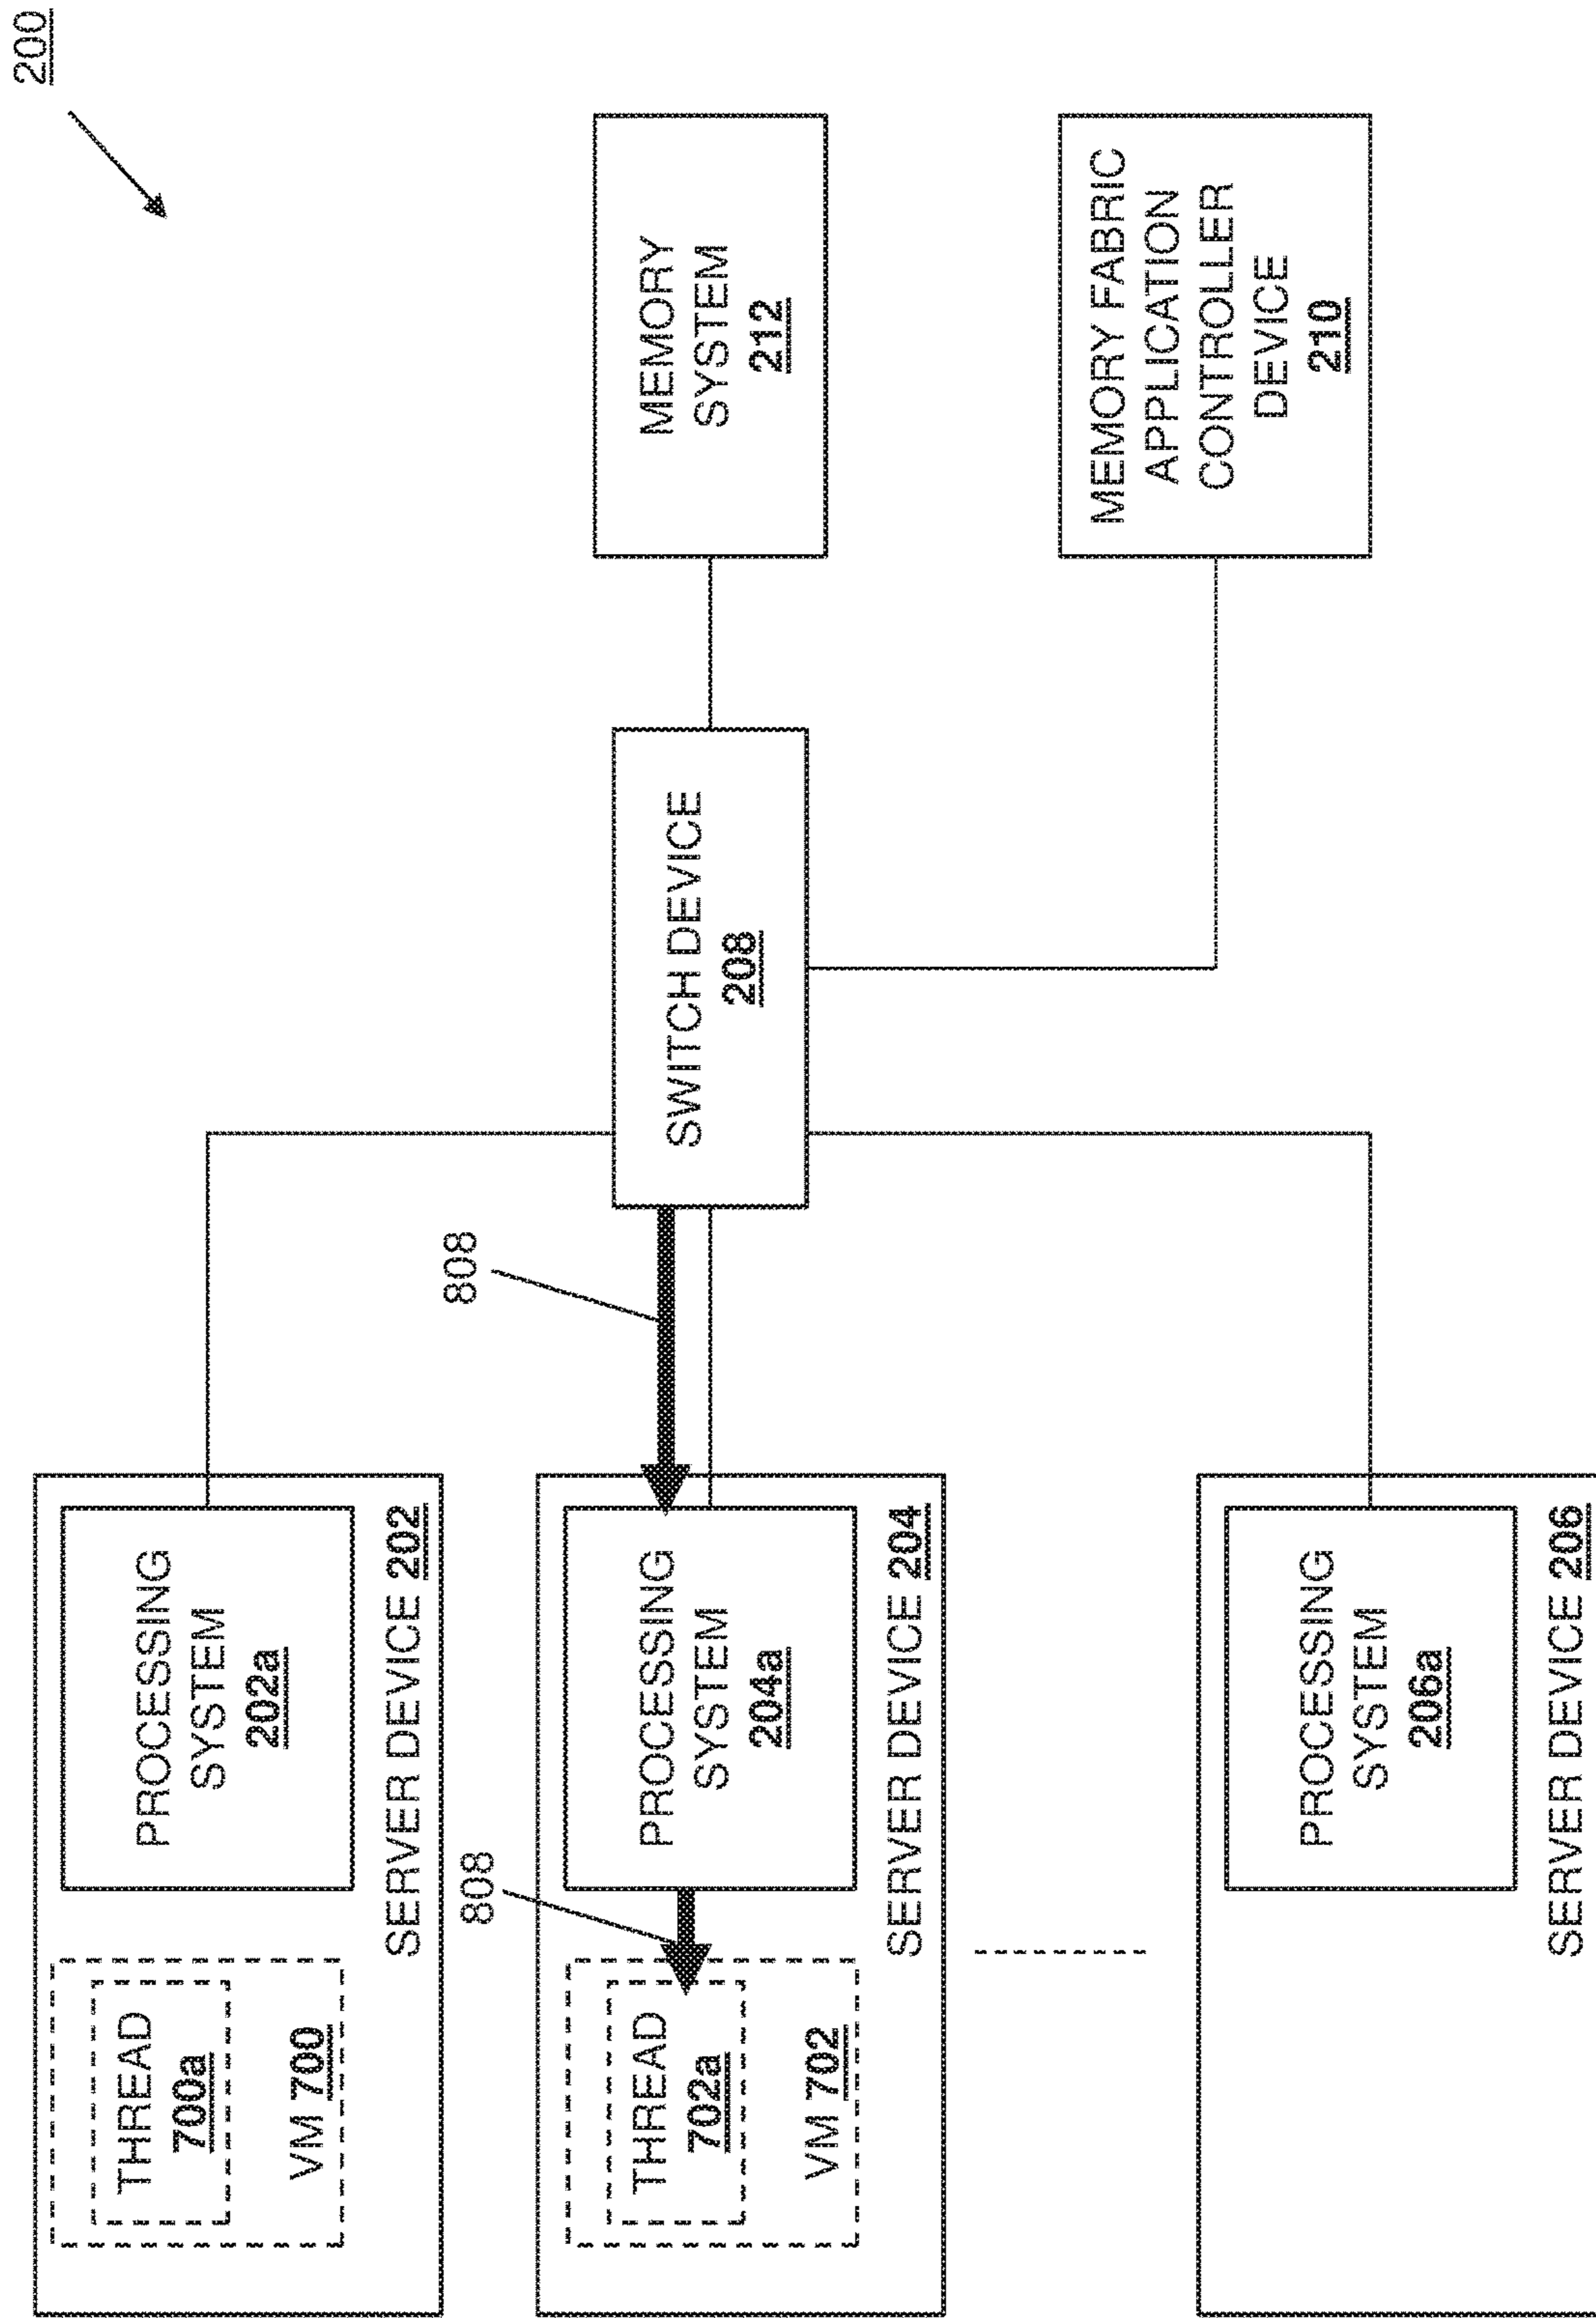 200
THREAD
700a
VM 700
PROCESSING
SYSTEM
202a
SERVER DEVICE 202
808
808
THREAD
702a
VM 702
PROCESSING
SYSTEM
204a
SERVER DEVICE 204
SWITCH DEVICE
208
MEMORY
SYSTEM
212
MEMORY FABRIC
APPLICATION
CONTROLLER
DEVICE
210
PROCESSING
SYSTEM
206a
SERVER DEVICE 206